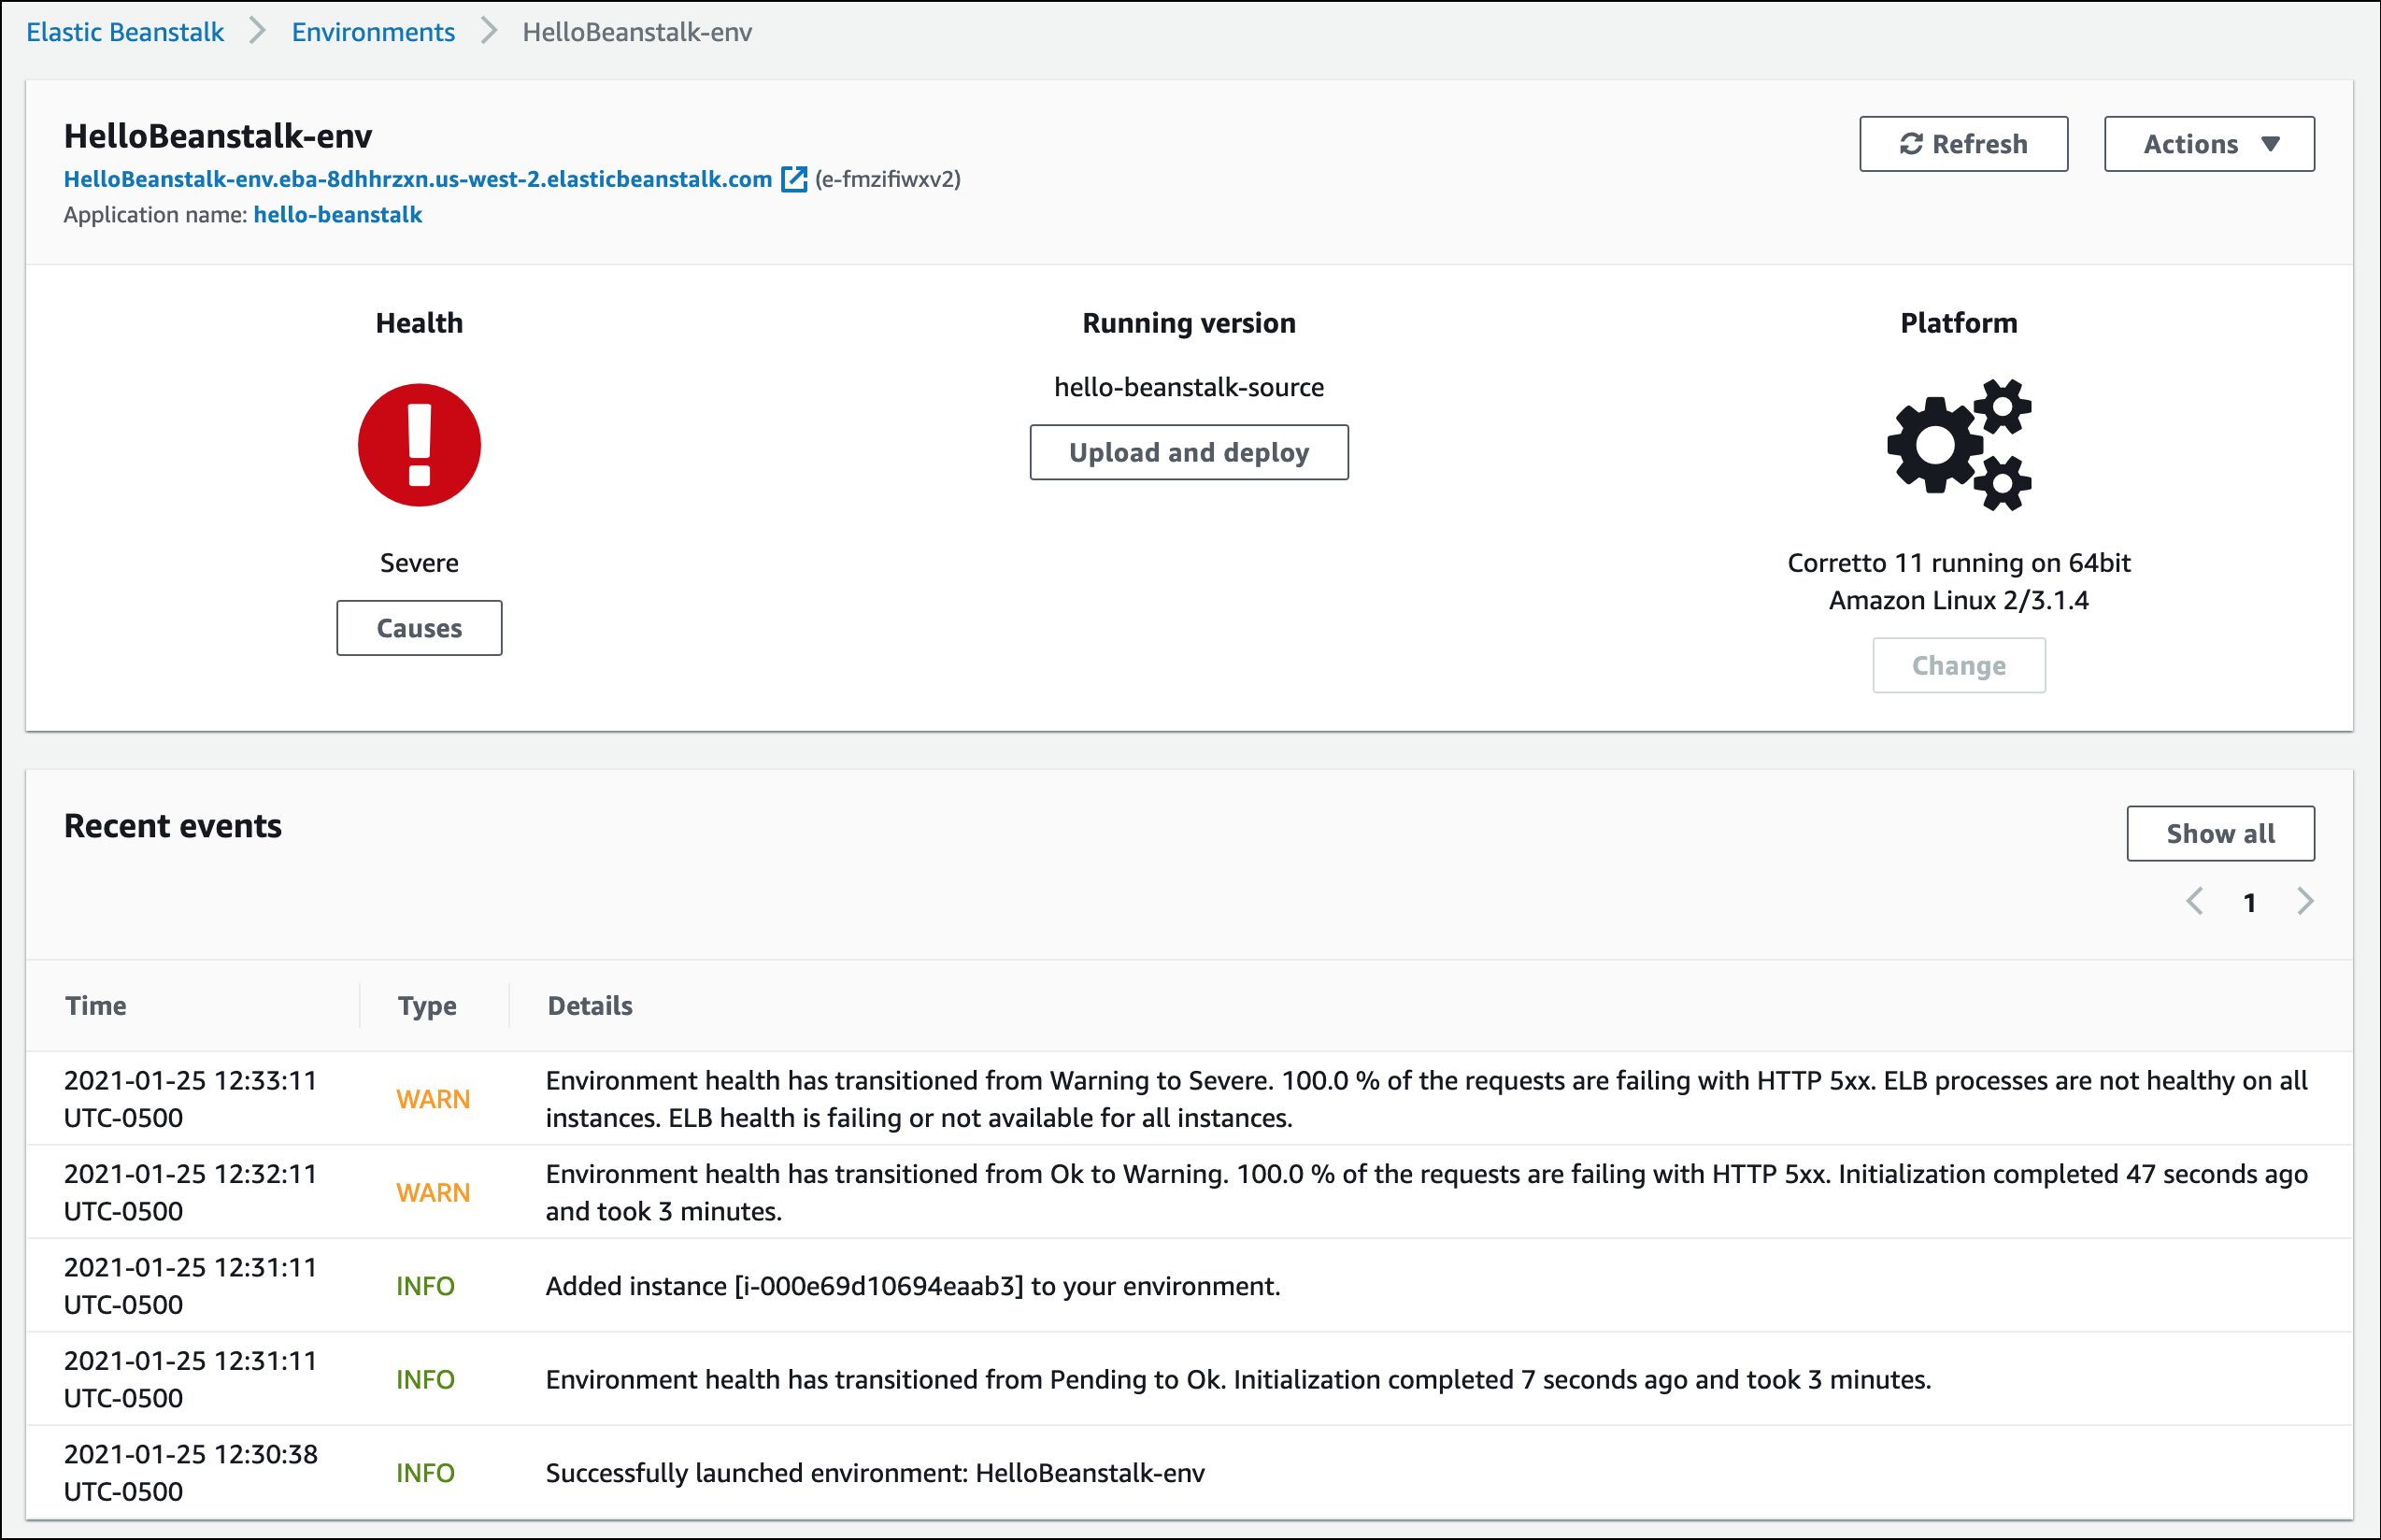 Elastic Beanstalk > Environments > HelloBeanstalk-env
HelloBeanstalk-env
Refresh
Actions ▼
HelloBeanstalk-env.eba-8dhhrzxn.us-west-2.elasticbeanstalk.com (e-fmzifiwxv2)
Application name: hello-beanstalk
Health
Severe
Causes
Running version
hello-beanstalk-source
Upload and deploy
Platform
Corretto 11 running on 64bit
Amazon Linux 2/3.1.4
Change
Recent events
Show all
< 1 >
Time Type Details
2021-01-25 12:33:11
UTC-0500
WARN
Environment health has transitioned from Warning to Severe. 100.0 % of the requests are failing with HTTP 5xx. ELB processes are not healthy on all
instances. ELB health is failing or not available for all instances.
2021-01-25 12:32:11
UTC-0500
WARN
Environment health has transitioned from Ok to Warning. 100.0 % of the requests are failing with HTTP 5xx. Initialization completed 47 seconds ago
and took 3 minutes.
2021-01-25 12:31:11
UTC-0500
INFO
Added instance [i-000e69d10694eaab3] to your environment.
2021-01-25 12:31:11
UTC-0500
INFO
Environment health has transitioned from Pending to Ok. Initialization completed 7 seconds ago and took 3 minutes.
2021-01-25 12:30:38
UTC-0500
INFO
Successfully launched environment: HelloBeanstalk-env